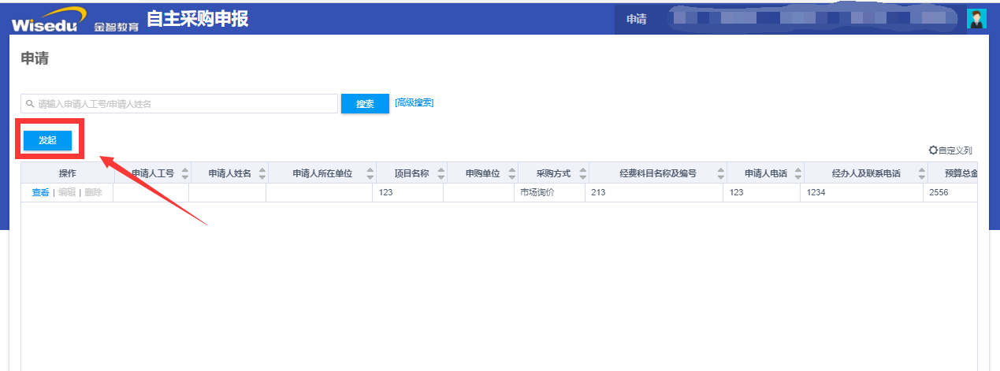 Wisedu 金智教育 自主采购申报 申请
申请
请输入申请人工号/申请人姓名 搜索 [高级搜索]
发起
自定义列
操作 申请人工号 申请人姓名 申请人所在单位 项目名称 申购单位 采购方式 经费科目名称及编号 申请人电话 经办人及联系电话 预算总金
查看 | 编辑 | 删除 123 市场询价 213 123 1234 2556